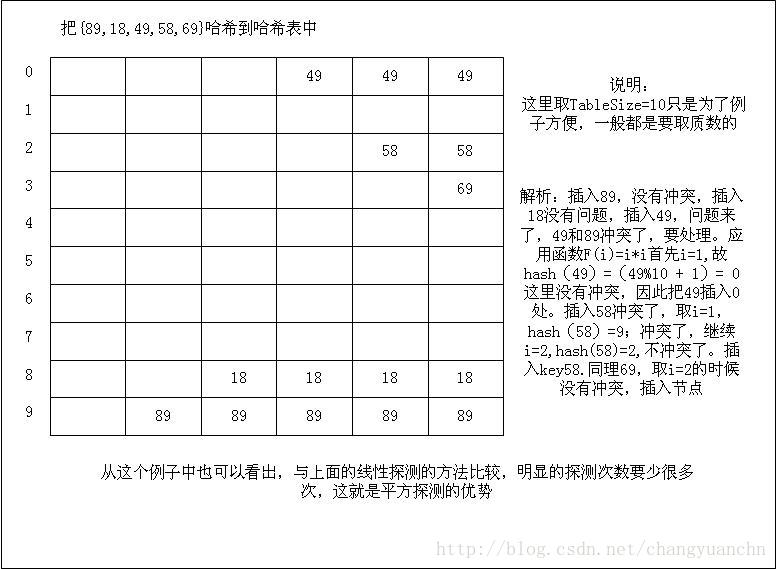 把{89,18,49,58,69}哈希到哈希表中
0 49 49 49
1
2 58 58
3 69
4
5
6
7
8 18 18 18 18
9 89 89 89 89 89
说明：
这里取TableSize=10只是为了例
子方便，一般都是要取质数的
解析：插入89，没有冲突，插入
18没有问题，插入49，问题来
了，49和89冲突了，要处理。应
用函数F(i)=i*i首先i=1,故
hash（49）=（49%10 + 1）= 0
这里没有冲突，因此把49插入0
处。插入58冲突了，取i=1，
hash（58）=9；冲突了，继续
i=2,hash(58)=2,不冲突了。插
入key58.同理69，取i=2的时候
没有冲突，插入节点
从这个例子中也可以看出，与上面的线性探测的方法比较，明显的探测次数要少很多
次，这就是平方探测的优势
http://blog.csdn.net/changyuanchn